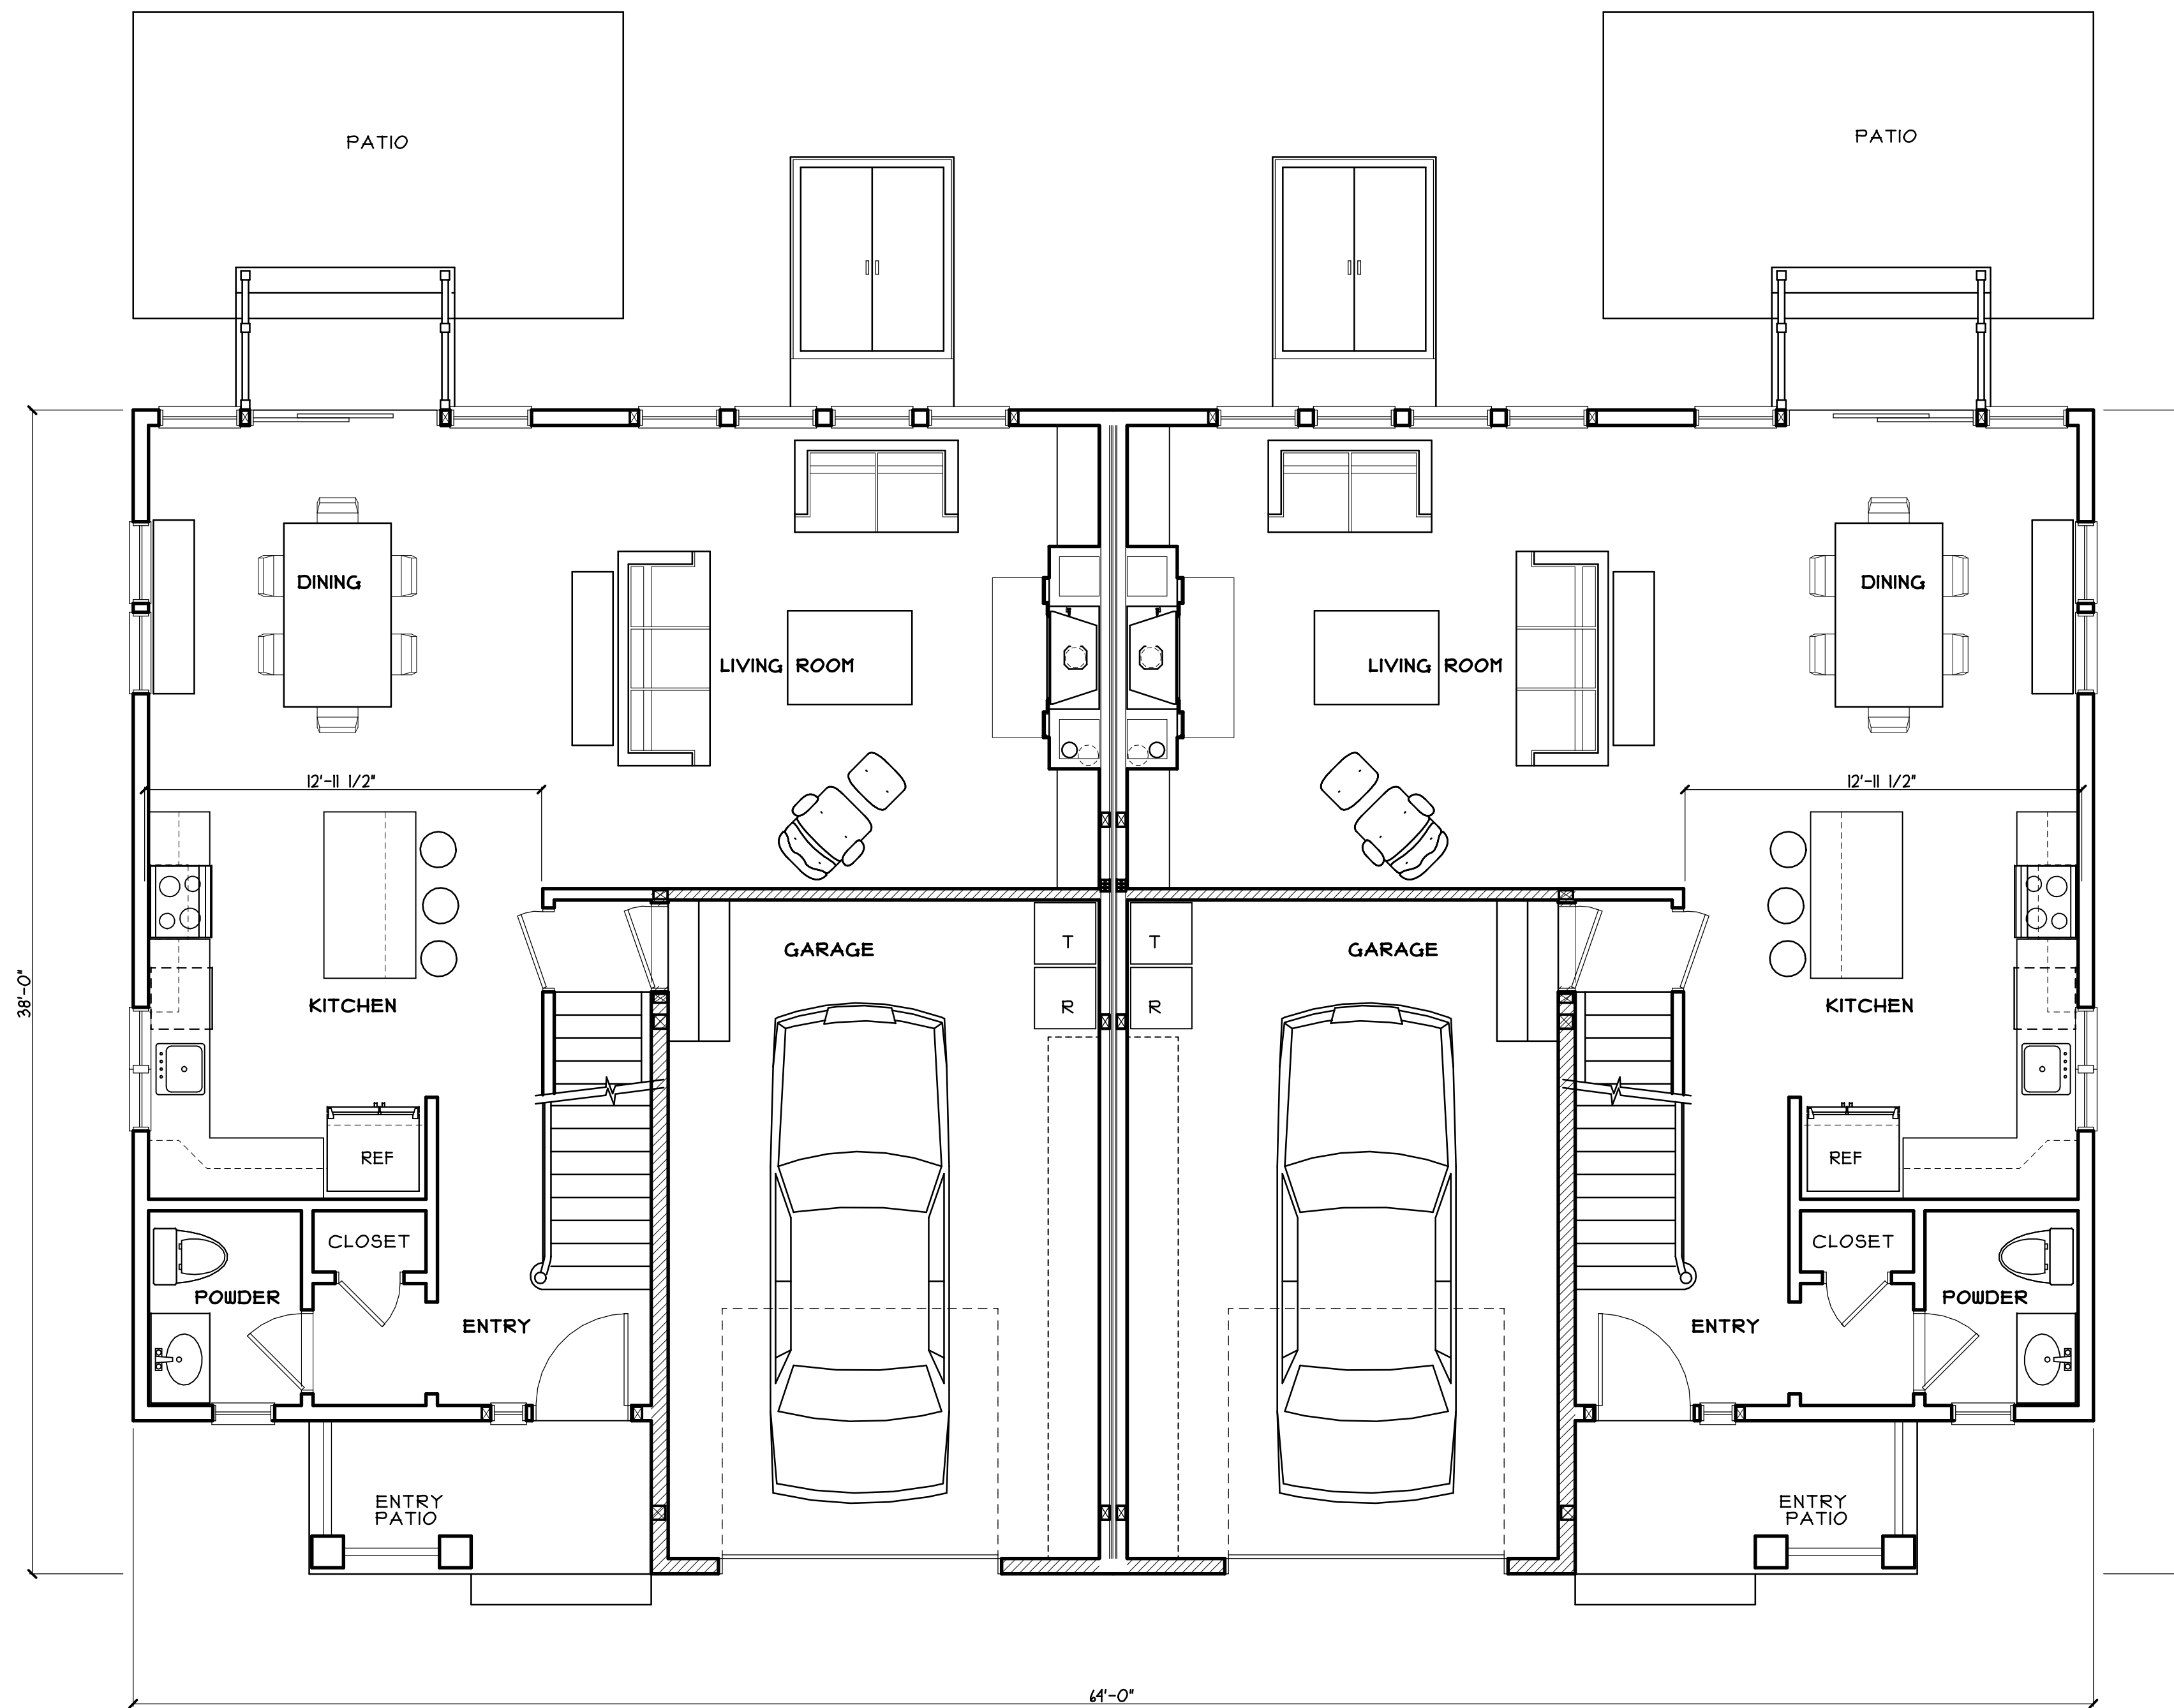 PATIO
PATIO
DINING
DINING
LIVING ROOM
LIVING ROOM
12'-11 1/2"
12'-11 1/2"
GARAGE
GARAGE
T
T
R
R
KITCHEN
KITCHEN
38'-0"
REF
REF
CLOSET
CLOSET
POWDER
POWDER
ENTRY
ENTRY
ENTRY
PATIO
ENTRY
PATIO
64'-0"